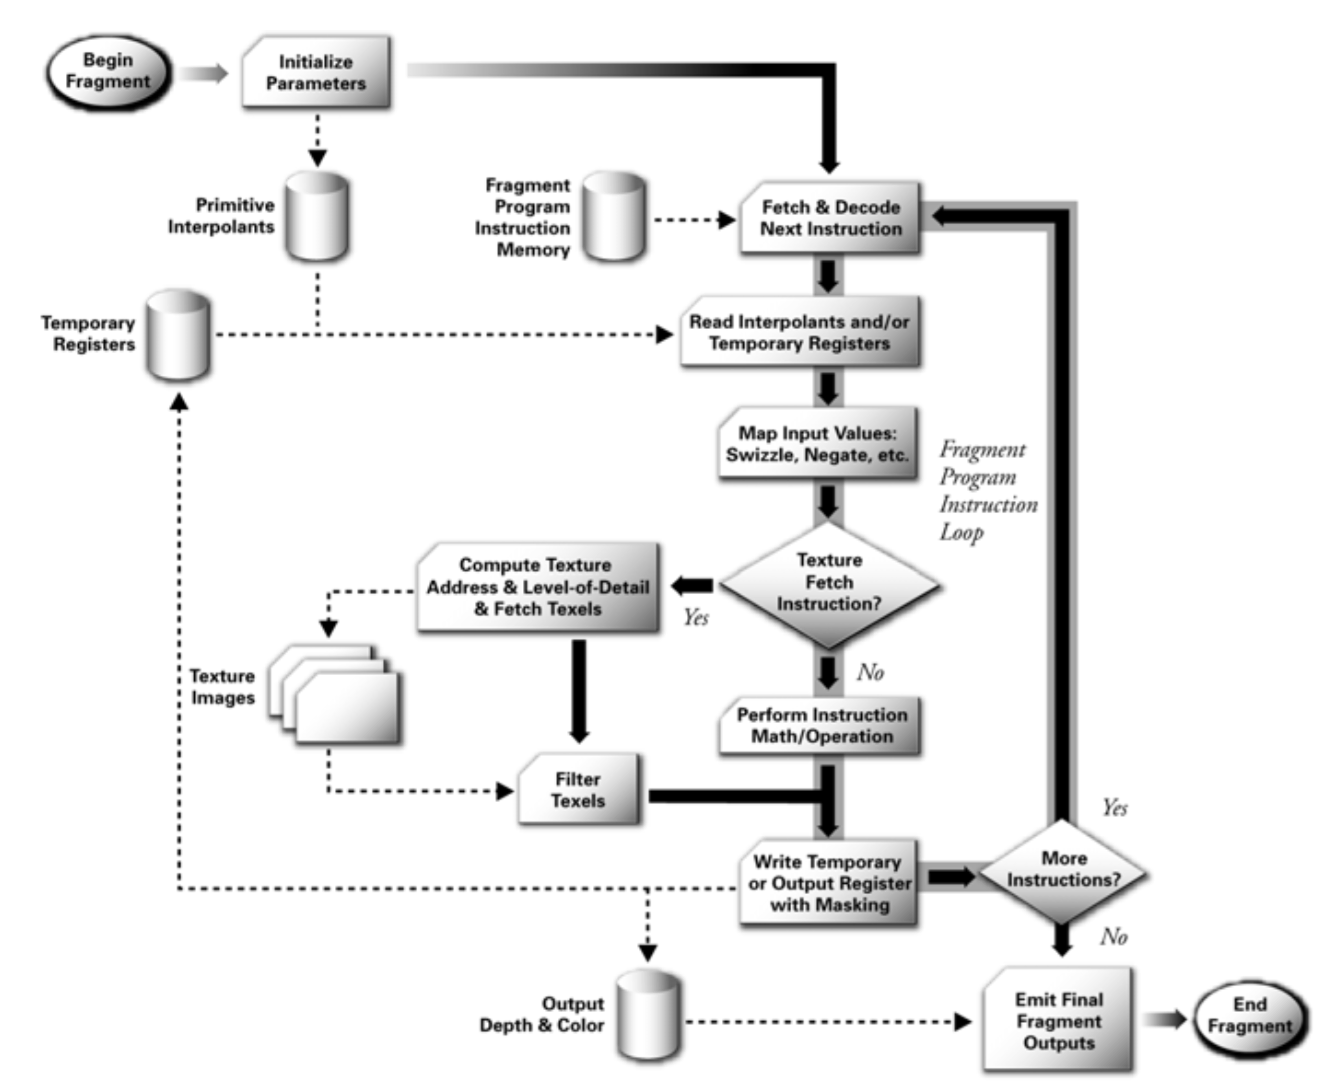 Begin
Fragment
Initialize
Parameters
Primitive
Interpolants
Fragment
Program
Instruction
Memory
Fetch & Decode
Next Instruction
Temporary
Registers
Read Interpolants and/or
Temporary Registers
Map Input Values:
Swizzle, Negate, etc.
Fragment
Program
Instruction
Loop
Texture
Fetch
Instruction?
Yes
Compute Texture
Address & Level-of-Detail
& Fetch Texels
No
Texture
Images
Perform Instruction
Math/Operation
Filter
Texels
Write Temporary
or Output Register
with Masking
Yes
More
Instructions?
No
Output
Depth & Color
Emit Final
Fragment
Outputs
End
Fragment